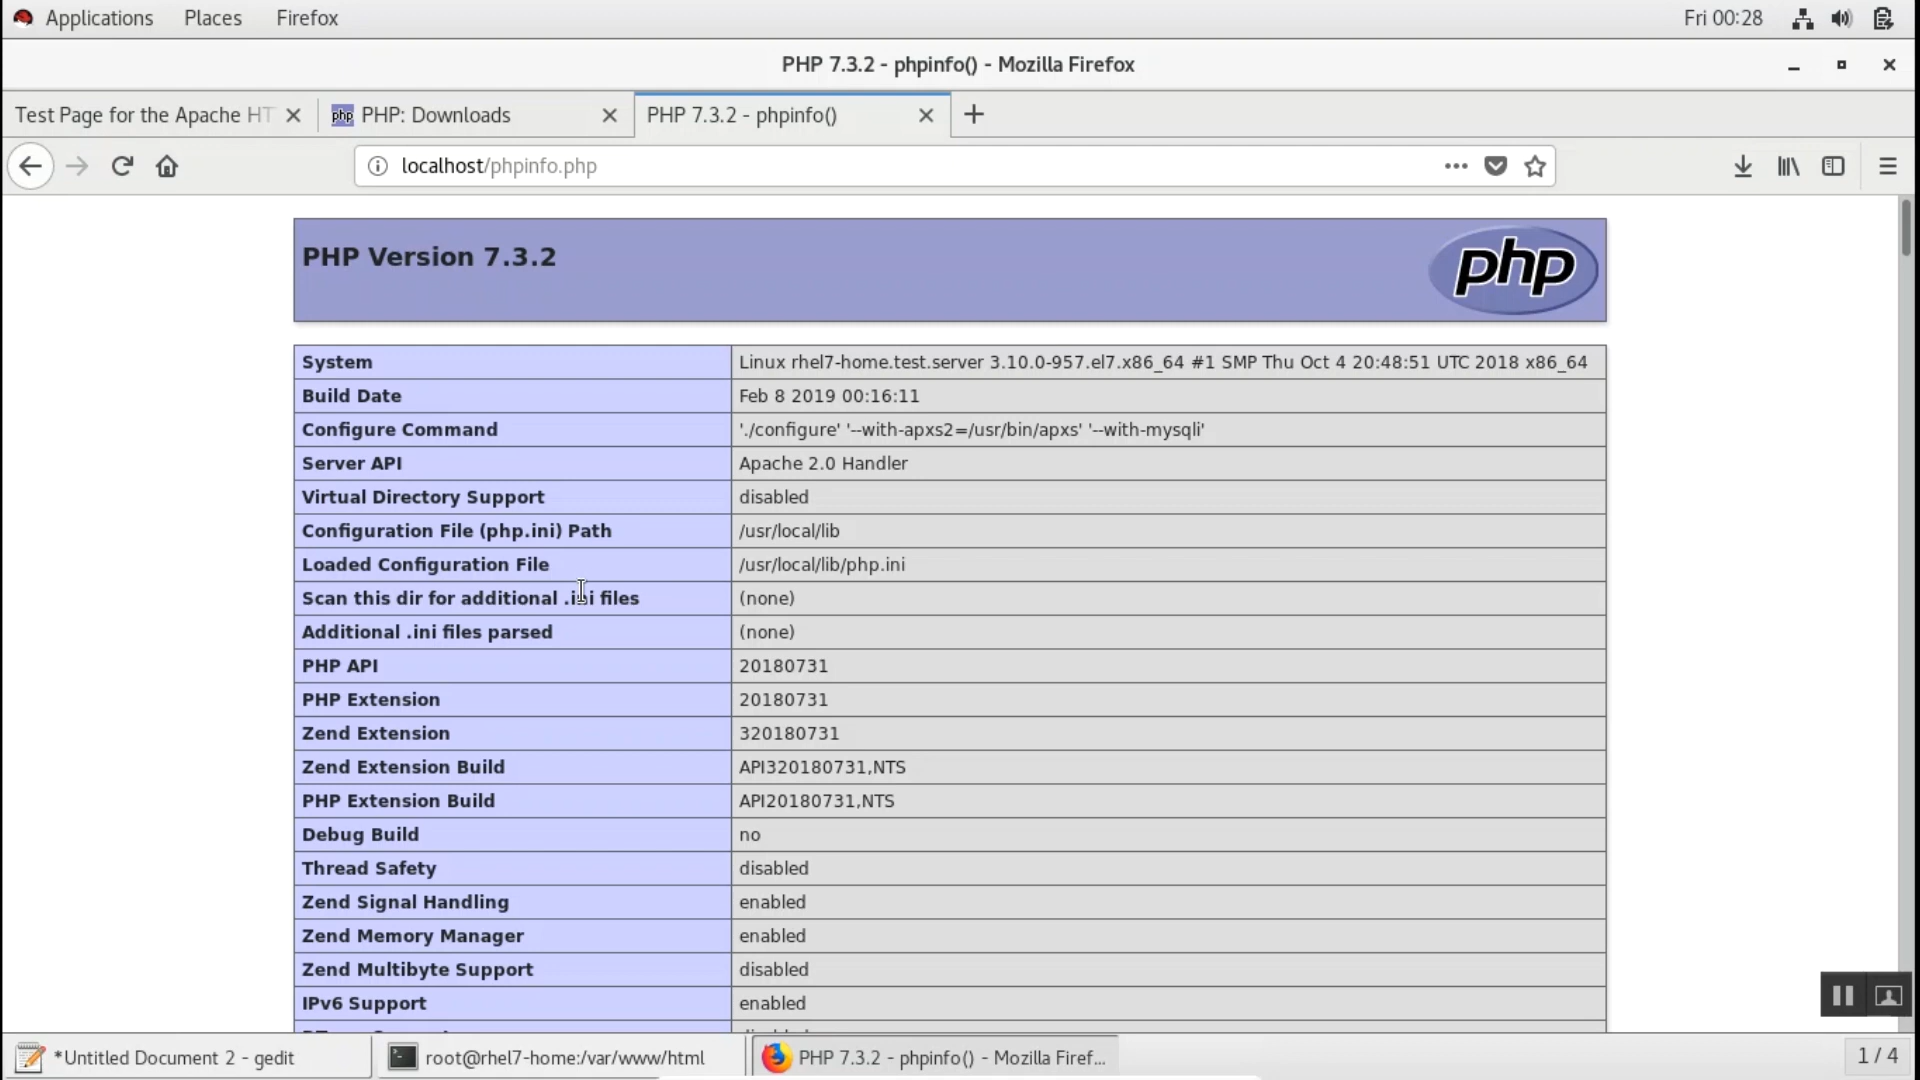 Applications Places Firefox Fri 00:28
PHP 7.3.2 - phpinfo() - Mozilla Firefox
Test Page for the Apache HT PHP: Downloads PHP 7.3.2 - phpinfo()
localhost/phpinfo.php
PHP Version 7.3.2
php
System Linux rhel7-home.test.server 3.10.0-957.el7.x86_64 #1 SMP Thu Oct 4 20:48:51 UTC 2018 x86_64
Build Date Feb 8 2019 00:16:11
Configure Command './configure' '--with-apxs2=/usr/bin/apxs' '--with-mysqli'
Server API Apache 2.0 Handler
Virtual Directory Support disabled
Configuration File (php.ini) Path /usr/local/lib
Loaded Configuration File /usr/local/lib/php.ini
Scan this dir for additional .ini files (none)
Additional .ini files parsed (none)
PHP API 20180731
PHP Extension 20180731
Zend Extension 320180731
Zend Extension Build API320180731,NTS
PHP Extension Build API20180731,NTS
Debug Build no
Thread Safety disabled
Zend Signal Handling enabled
Zend Memory Manager enabled
Zend Multibyte Support disabled
IPv6 Support enabled
*Untitled Document 2 - gedit root@rhel7-home:/var/www/html PHP 7.3.2 - phpinfo() - Mozilla Firef... 1 / 4